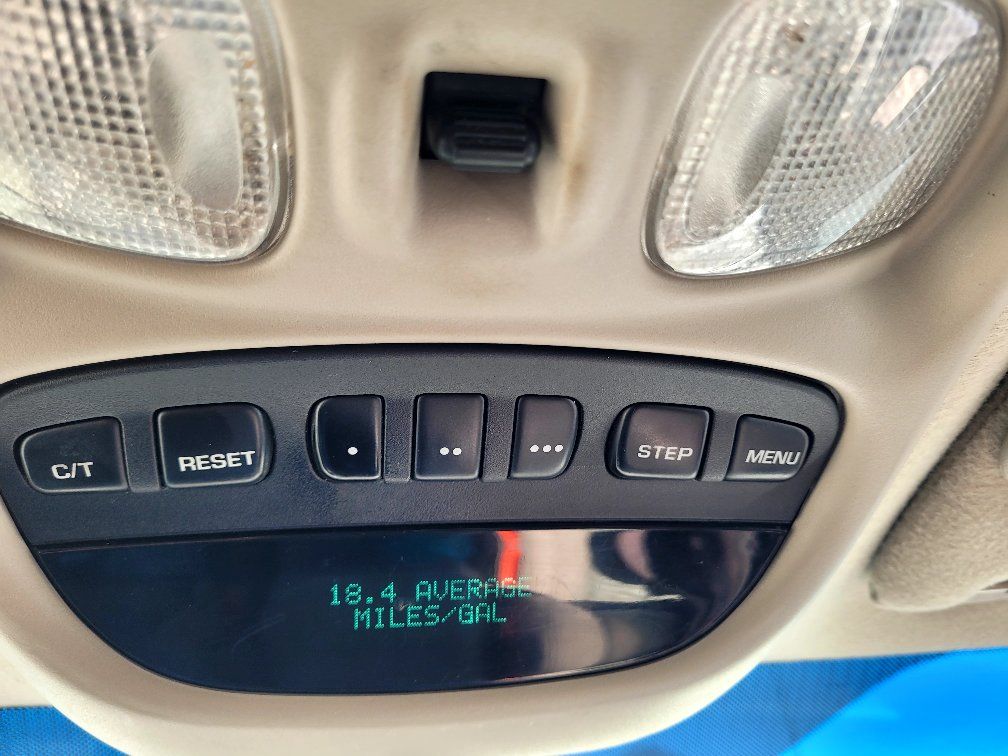 C/T RESET • •• ••• STEP MENU
18.4 AVERAGE
MILES/GAL